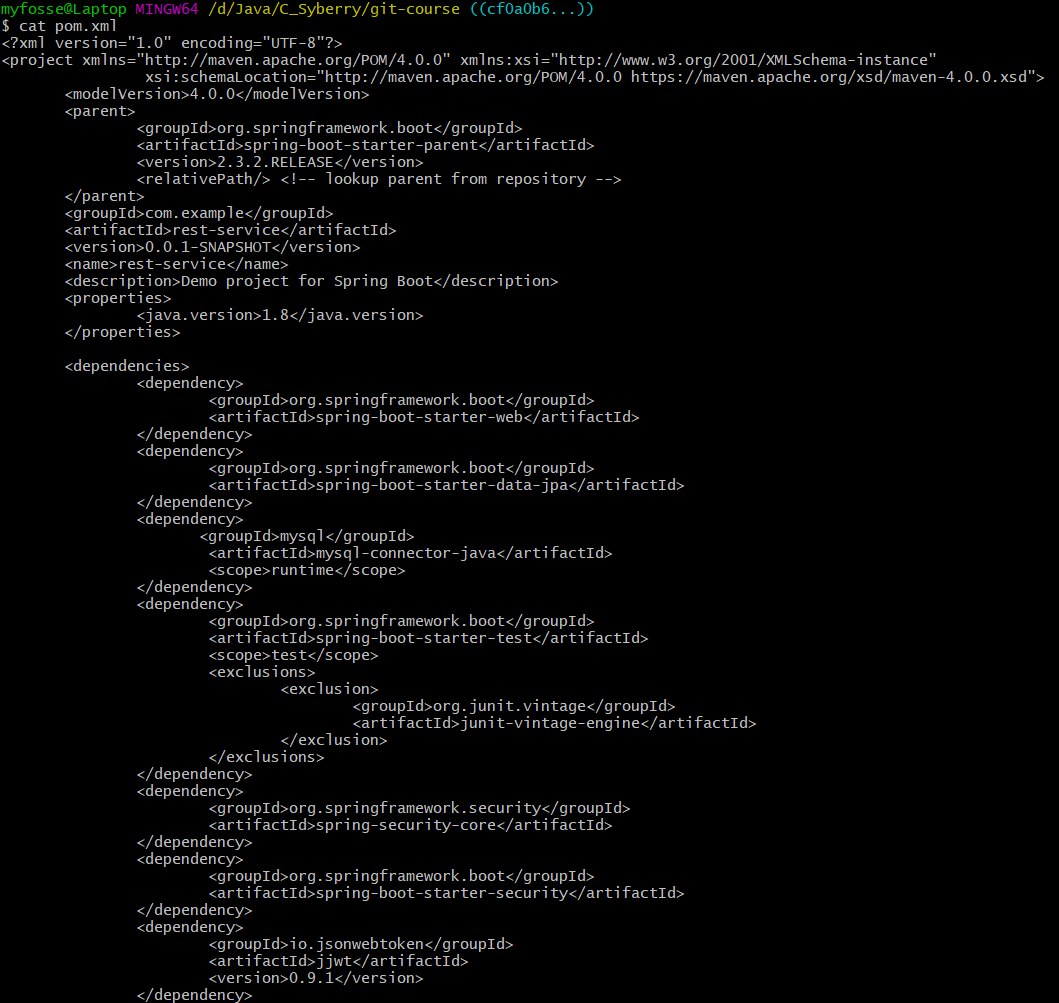 myfosse@Laptop MINGW64 /d/Java/C_Syberry/git-course ((cf0a0b6...))
$ cat pom.xml
<?xml version="1.0" encoding="UTF-8"?>
<project xmlns="http://maven.apache.org/POM/4.0.0" xmlns:xsi="http://www.w3.org/2001/XMLSchema-instance"
                xsi:schemaLocation="http://maven.apache.org/POM/4.0.0 https://maven.apache.org/xsd/maven-4.0.0.xsd">
        <modelVersion>4.0.0</modelVersion>
        <parent>
                <groupId>org.springframework.boot</groupId>
                <artifactId>spring-boot-starter-parent</artifactId>
                <version>2.3.2.RELEASE</version>
                <relativePath/> <!-- lookup parent from repository -->
        </parent>
        <groupId>com.example</groupId>
        <artifactId>rest-service</artifactId>
        <version>0.0.1-SNAPSHOT</version>
        <name>rest-service</name>
        <description>Demo project for Spring Boot</description>
        <properties>
                <java.version>1.8</java.version>
        </properties>

        <dependencies>
                <dependency>
                        <groupId>org.springframework.boot</groupId>
                        <artifactId>spring-boot-starter-web</artifactId>
                </dependency>
                <dependency>
                        <groupId>org.springframework.boot</groupId>
                        <artifactId>spring-boot-starter-data-jpa</artifactId>
                </dependency>
                <dependency>
                       <groupId>mysql</groupId>
                        <artifactId>mysql-connector-java</artifactId>
                        <scope>runtime</scope>
                </dependency>
                <dependency>
                        <groupId>org.springframework.boot</groupId>
                        <artifactId>spring-boot-starter-test</artifactId>
                        <scope>test</scope>
                        <exclusions>
                                <exclusion>
                                        <groupId>org.junit.vintage</groupId>
                                        <artifactId>junit-vintage-engine</artifactId>
                                </exclusion>
                        </exclusions>
                </dependency>
                <dependency>
                        <groupId>org.springframework.security</groupId>
                        <artifactId>spring-security-core</artifactId>
                </dependency>
                <dependency>
                        <groupId>org.springframework.boot</groupId>
                        <artifactId>spring-boot-starter-security</artifactId>
                </dependency>
                <dependency>
                        <groupId>io.jsonwebtoken</groupId>
                        <artifactId>jjwt</artifactId>
                        <version>0.9.1</version>
                </dependency>